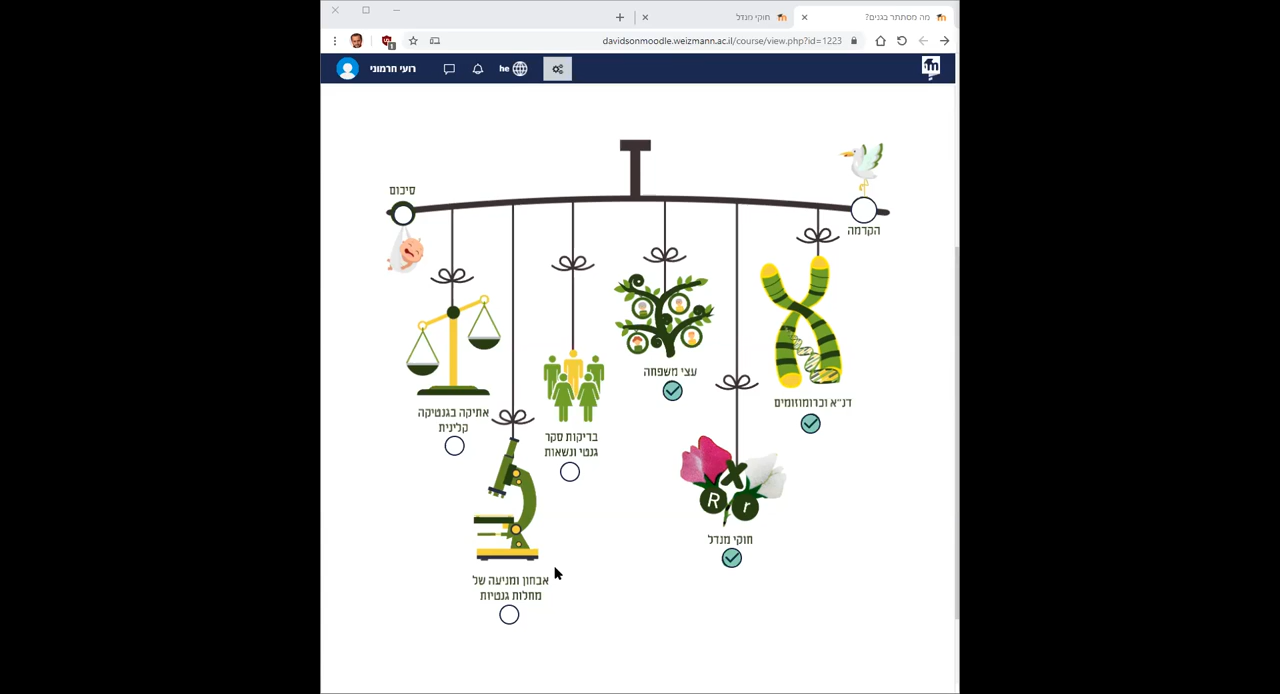 מה מסתתר בגנים?
חוקי מנדל
davidsonmoodle.weizmann.ac.il/course/view.php?id=1223
רועי חרמוני
he
הקדמה
סיכום
דנ״א וכרומוזומים
עצי משפחה
חוקי מנדל
R r
בדיקות סקר
גנטי ונשאות
אתיקה בגנטיקה
קלינית
אבחון ומניעה של
מחלות גנטיות